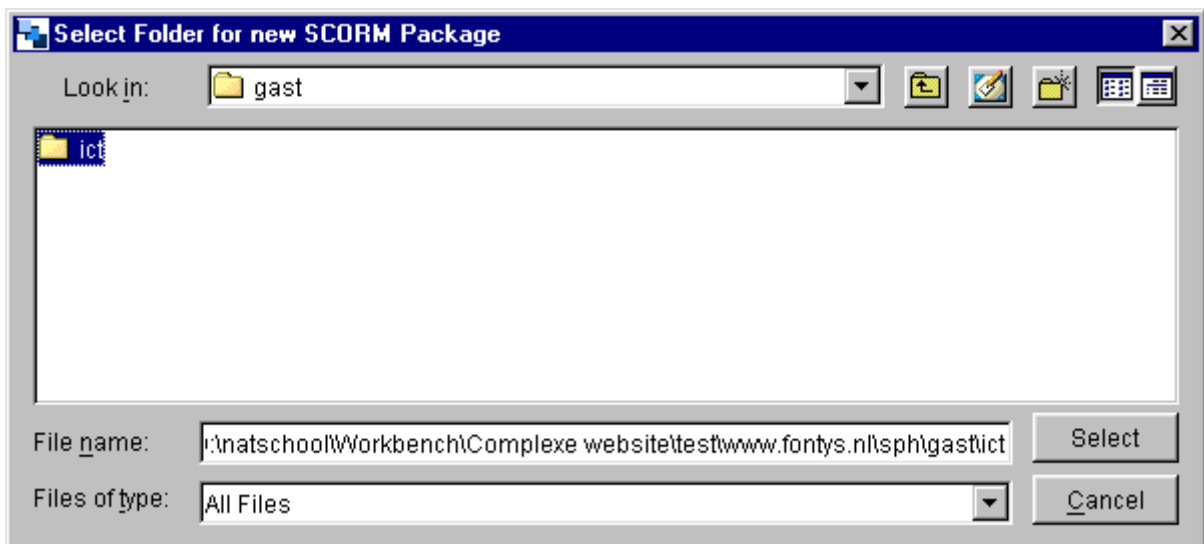 Select Folder for new SCORM Package
Look in: gast
ict
File name: :\natschool\Workbench\Complexe website\test\www.fontys.nl\sph\gast\ict Select
Files of type: All Files Cancel